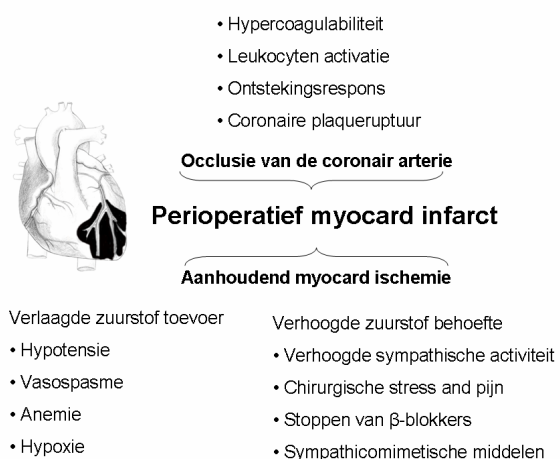 • Hypercoagulabiliteit
• Leukocyten activatie
• Ontstekingsrespons
• Coronaire plaqueruptuur
Occlusie van de coronair arterie
Perioperatief myocard infarct
Aanhoudend myocard ischemie
Verlaagde zuurstof toevoer
• Hypotensie
• Vasospasme
• Anemie
• Hypoxie
Verhoogde zuurstof behoefte
• Verhoogde sympathische activiteit
• Chirurgische stress and pijn
• Stoppen van β-blokkers
• Sympathicomimetische middelen